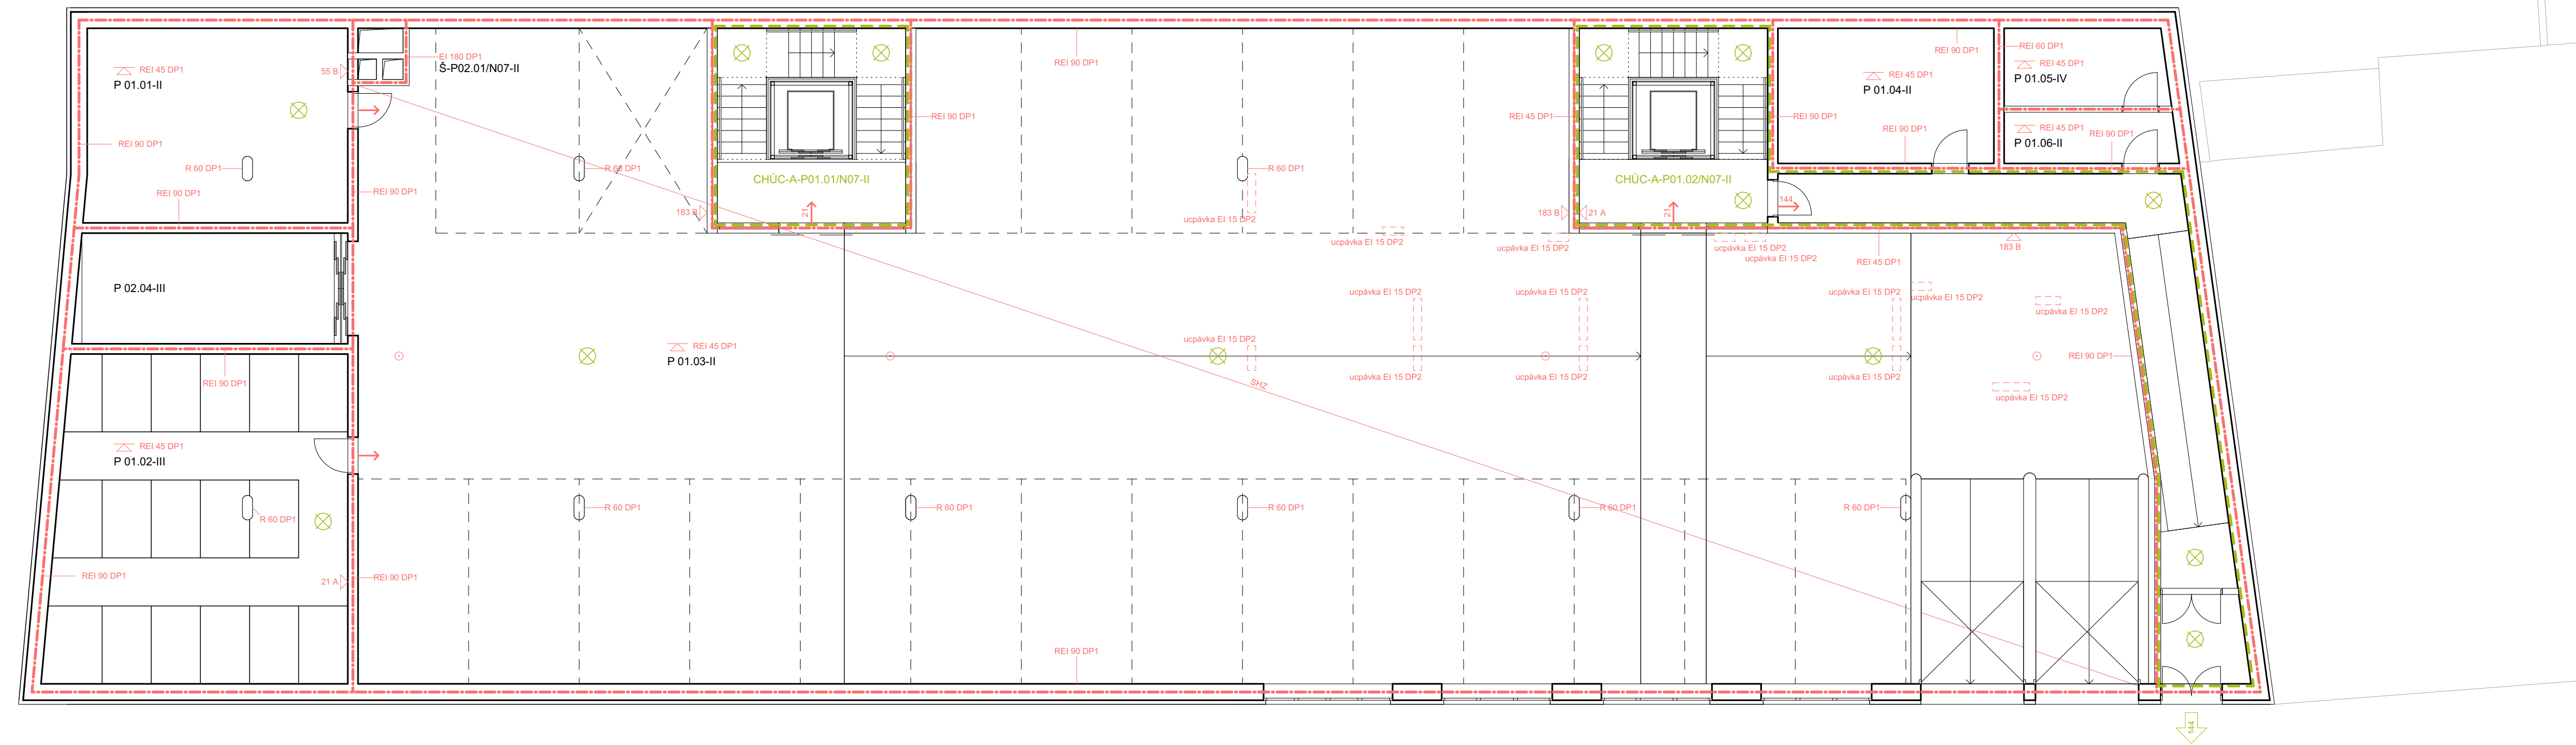 EI 180 DP1
Š-P02.01/N07-II
REI 90 DP1
REI 90 DP1
REI 60 DP1
REI 45 DP1
P 01.01-II
55 B
REI 45 DP1
P 01.04-II
REI 45 DP1
P 01.05-IV
REI 90 DP1
REI 45 DP1
REI 90 DP1
REI 90 DP1
REI 45 DP1
REI 90 DP1
P 01.06-II
REI 90 DP1
R 60 DP1
R 60 DP1
R 60 DP1
CHÚC-A-P01.01/N07-II
CHÚC-A-P01.02/N07-II
REI 90 DP1
REI 90 DP1
144
183 B
21
183 B
21 A
21
ucpávka EI 15 DP2
ucpávka EI 15 DP2
ucpávka EI 15 DP2
ucpávka EI 15 DP2
183 B
ucpávka EI 15 DP2
REI 45 DP1
P 02.04-III
ucpávka EI 15 DP2
ucpávka EI 15 DP2
ucpávka EI 15 DP2
ucpávka EI 15 DP2
ucpávka EI 15 DP2
ucpávka EI 15 DP2
REI 45 DP1
P 01.03-II
REI 90 DP1
REI 90 DP1
SHZ
ucpávka EI 15 DP2
ucpávka EI 15 DP2
ucpávka EI 15 DP2
ucpávka EI 15 DP2
REI 45 DP1
P 01.02-III
R 60 DP1
R 60 DP1
R 60 DP1
R 60 DP1
R 60 DP1
R 60 DP1
REI 90 DP1
21 A
REI 90 DP1
REI 90 DP1
144